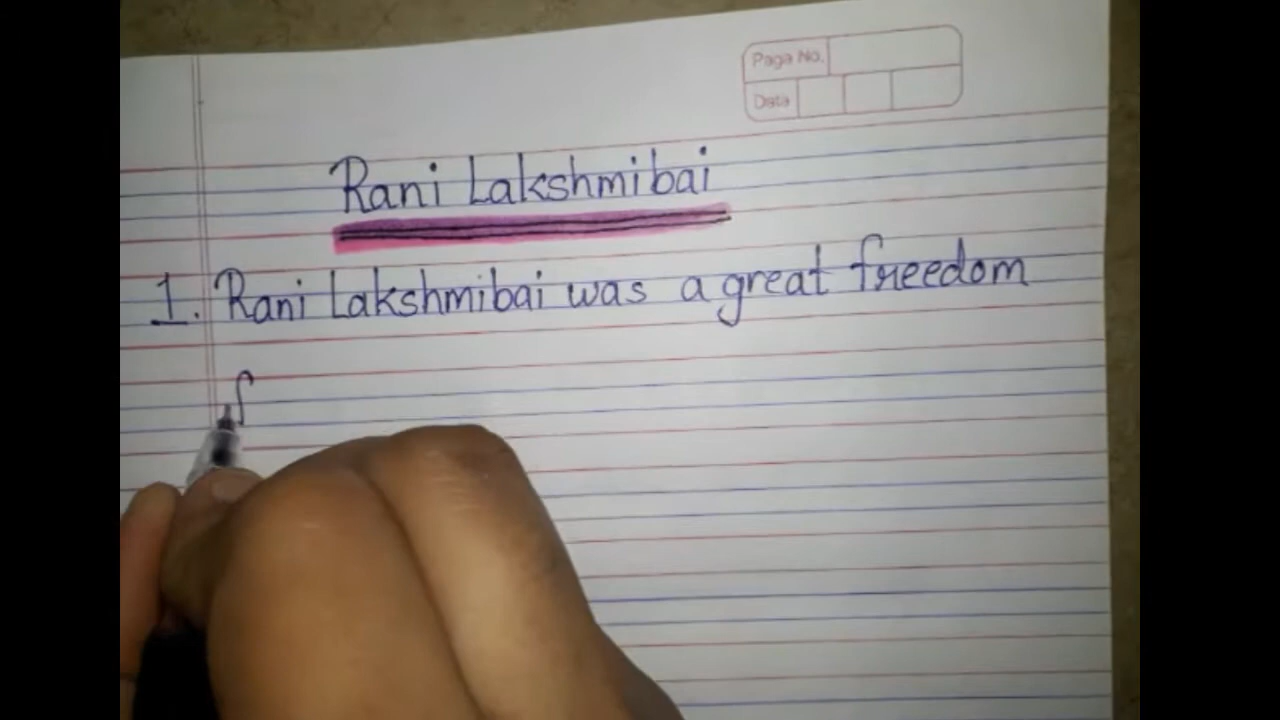 Page No.
Date
Rani Lakshmibai
1. Rani Lakshmibai was a great freedom
f